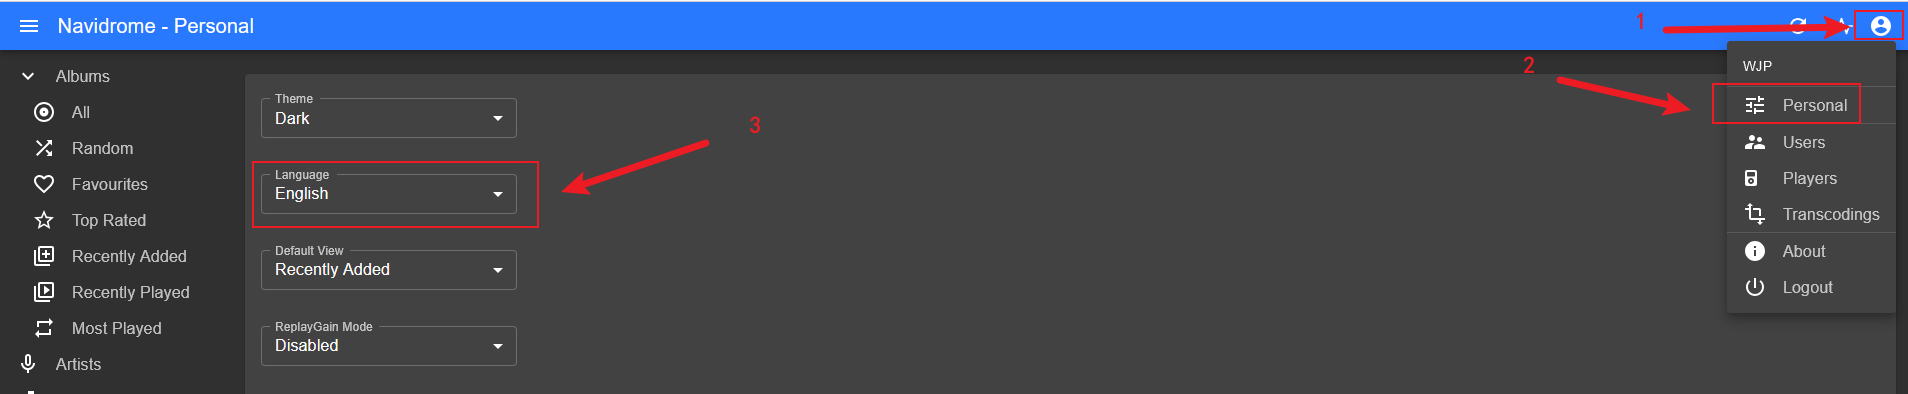 Navidrome - Personal
1
Albums
All
Random
Favourites
Top Rated
Recently Added
Recently Played
Most Played
Artists
Theme
Dark
3
Language
English
Default View
Recently Added
ReplayGain Mode
Disabled
2
WJP
Personal
Users
Players
Transcodings
About
Logout